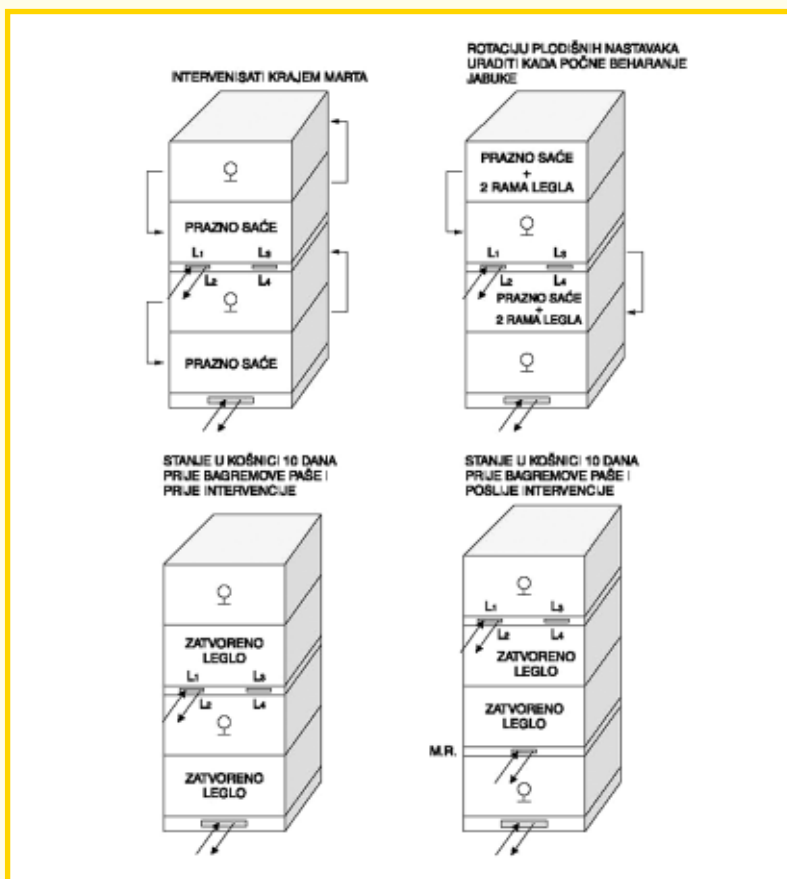 INTERVENISATI KRAJEM MARTA
PRAZNO SAĆE
L1 L3
L2 L4
PRAZNO SAĆE
ROTACIJU PLODIŠNIH NASTAVAKA
URADITI KADA POČNE BEHARANJE
JABUKE
PRAZNO SAĆE
+
2 RAMA LEGLA
L1 L3
L2 L4
PRAZNO SAĆE
+
2 RAMA LEGLA
STANJE U KOŠNICI 10 DANA
PRIJE BAGREMOVE PAŠE I
PRIJE INTERVENCIJE
ZATVORENO
LEGLO
L1 L3
L2 L4
ZATVORENO
LEGLO
STANJE U KOŠNICI 10 DANA
PRIJE BAGREMOVE PAŠE I
POSLIJE INTERVENCIJE
L1 L3
L2 L4
ZATVORENO
LEGLO
ZATVORENO
LEGLO
M.R.